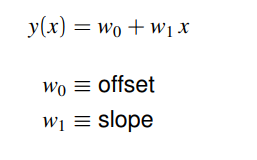 y(x) = w₀ + w₁ x
w₀ ≡ offset
w₁ ≡ slope